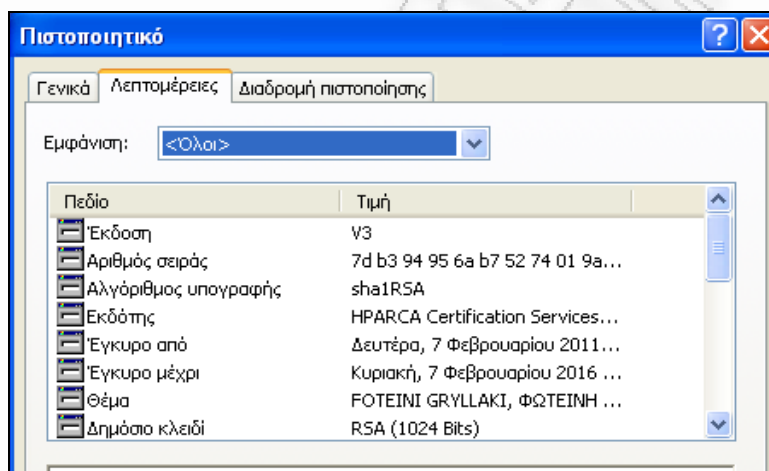 Πιστοποιητικό
Γενικά Λεπτομέρειες Διαδρομή πιστοποίησης
Εμφάνιση: <Όλοι>
Πεδίο Τιμή
Έκδοση V3
Αριθμός σειράς 7d b3 94 95 6a b7 52 74 01 9a...
Αλγόριθμος υπογραφής sha1RSA
Εκδότης HPARCA Certification Services...
Έγκυρο από Δευτέρα, 7 Φεβρουαρίου 2011...
Έγκυρο μέχρι Κυριακή, 7 Φεβρουαρίου 2016 ...
Θέμα FOTEINI GRYLLAKI, ΦΩΤΕΙΝΗ ...
Δημόσιο κλειδί RSA (1024 Bits)